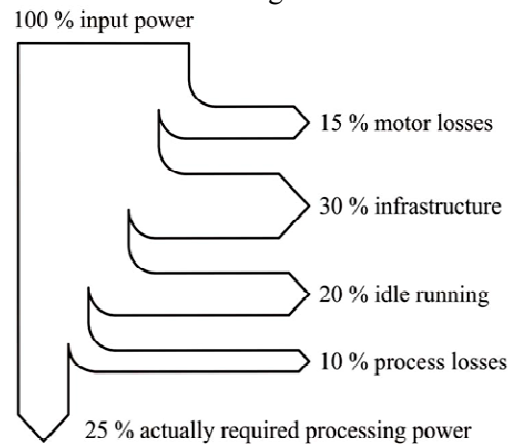 100 % input power
15 % motor losses
30 % infrastructure
20 % idle running
10 % process losses
25 % actually required processing power